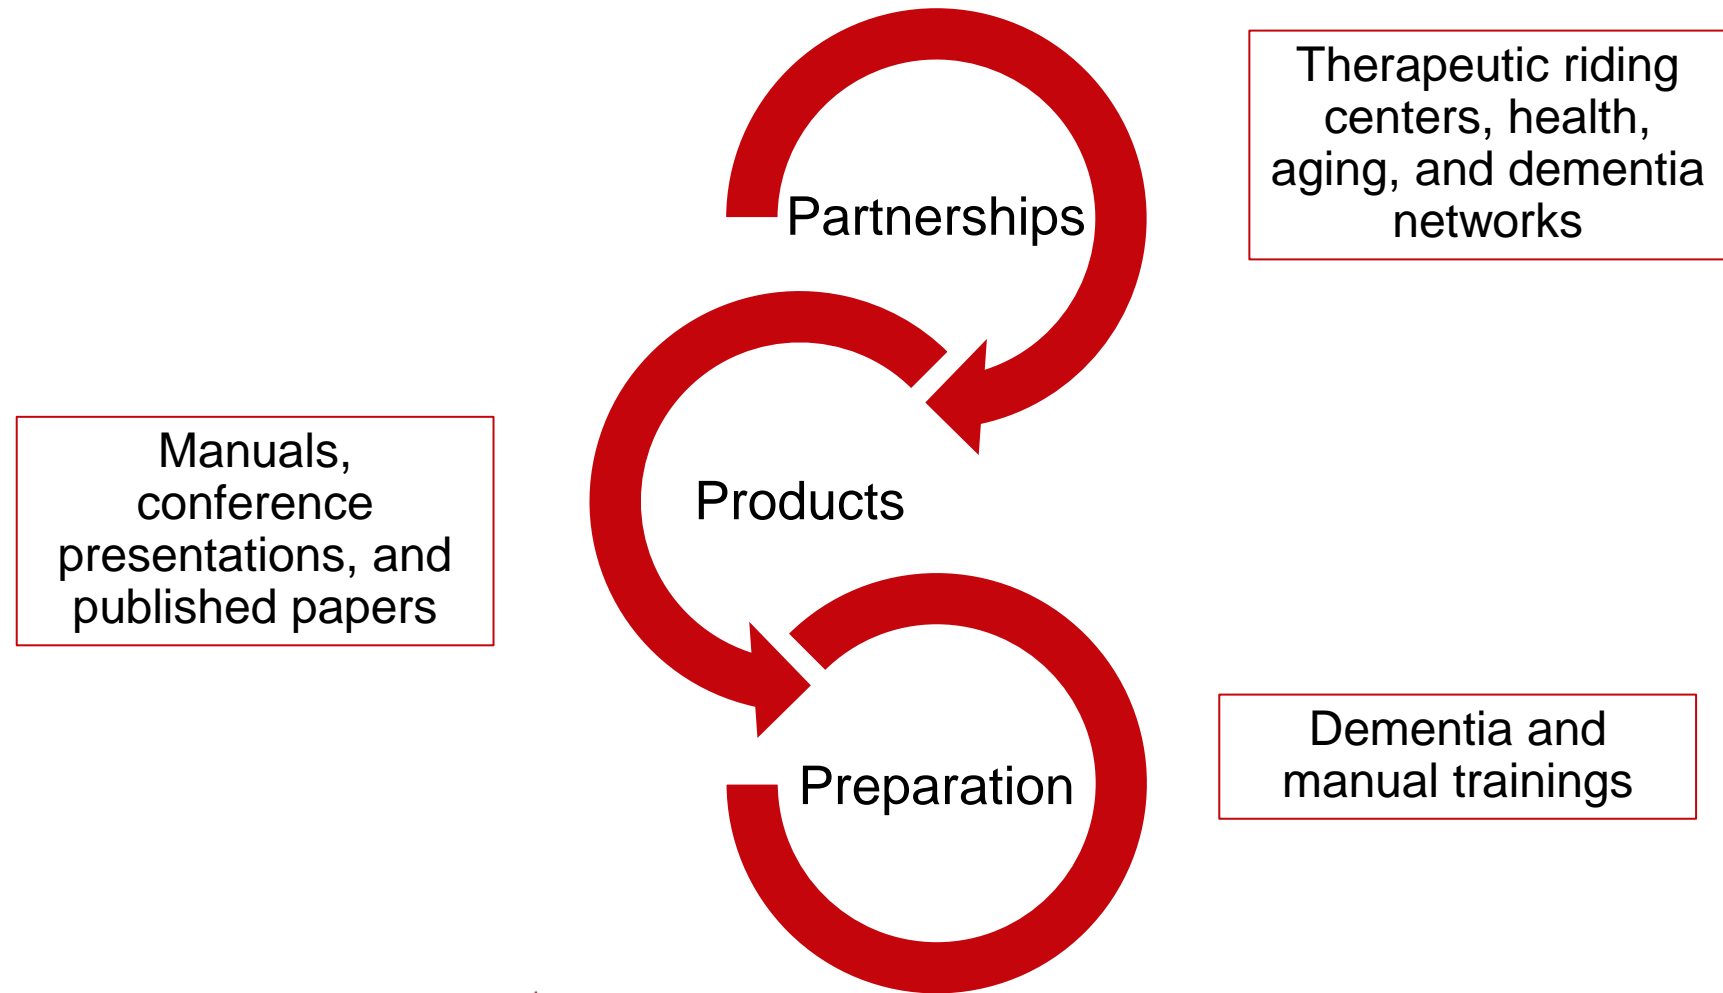 Therapeutic riding
centers, health,
aging, and dementia
networks
Partnerships
Manuals,
conference
presentations, and
published papers
Products
Dementia and
manual trainings
Preparation